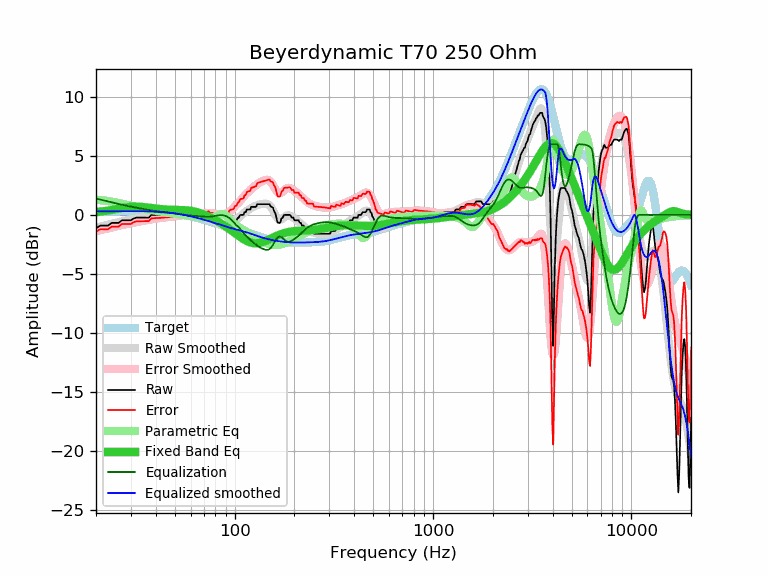 Beyerdynamic T70 250 Ohm
Amplitude (dBr)
10
5
0
−5
−10
−15
−20
−25
Target
Raw Smoothed
Error Smoothed
Raw
Error
Parametric Eq
Fixed Band Eq
Equalization
Equalized smoothed
100
1000
10000
Frequency (Hz)